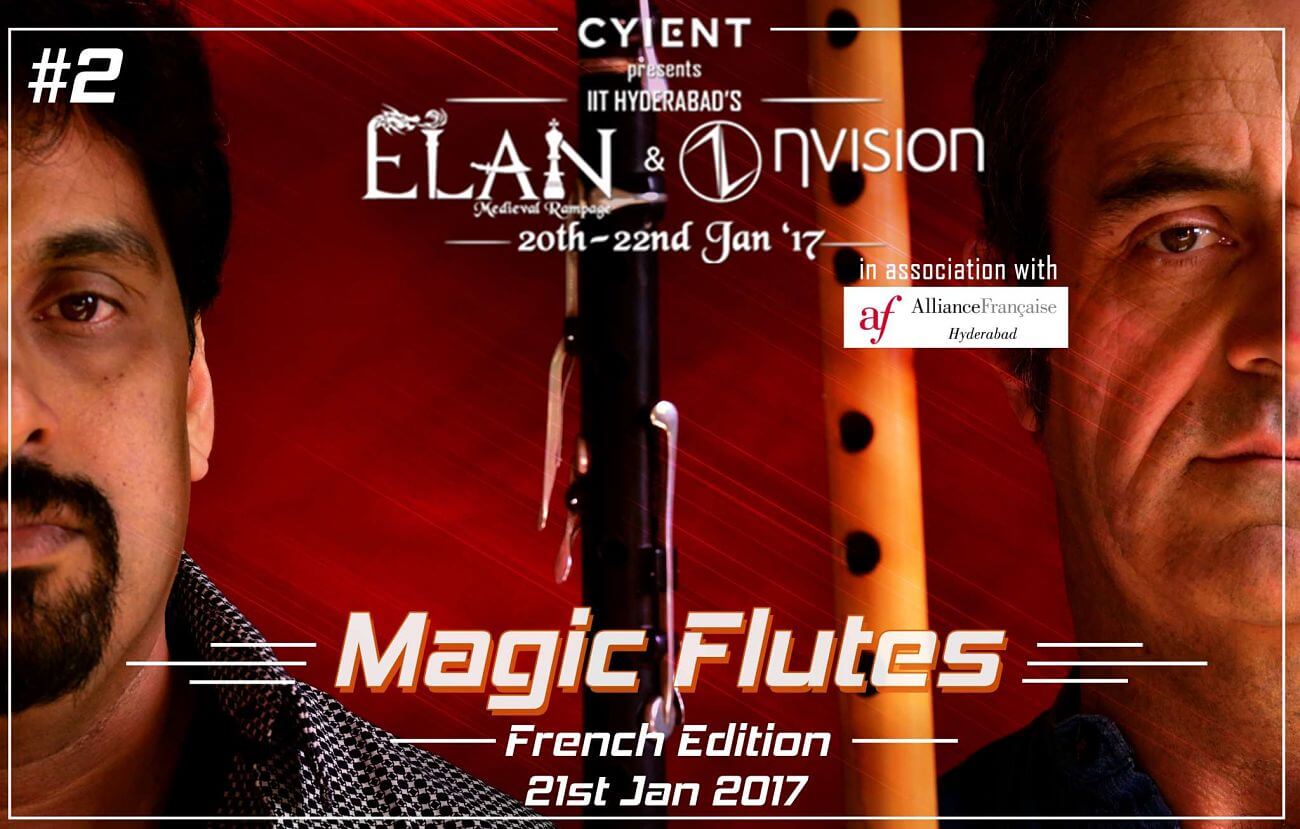 #2
CYIENT
presents
IIT HYDERABAD'S
ELAN & ηVISION
Medieval Rampage
20th-22nd Jan '17
in association with
af AllianceFrançaise
Hyderabad
Magic Flutes
French Edition
21st Jan 2017